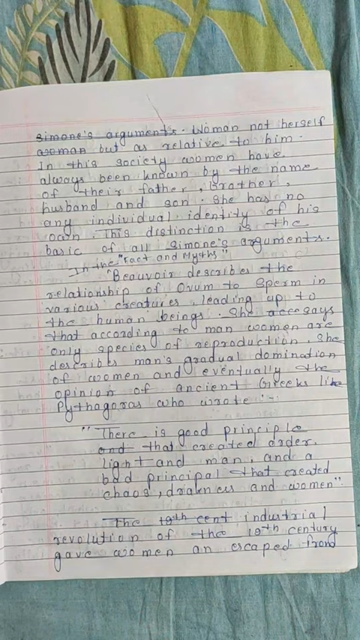 Simone's arguments. Woman not herself
woman but as relative to him.
In this society women have
always been known by the name
of their father, brother,
husband and son. She has no
any individual identity of his
own. This distinction is the
basic of all Simone's arguments.
In the "Fact and Myths"
"Beauvoir describes the
relationship of Ovum to Sperm in
various creatures, leading up to
the human beings. She says
that according to man women are
only species of reproduction. She
describes man's gradual domination
of women and eventually the
opinion of ancient Greeks like
Pythagoras who wrote :-
"There is good principle
and that created order,
light and man, and a
bad principal that created
chaos, drakness and women"
The 19th cent industrial
revolution of the 19th century
gave women an escaped from